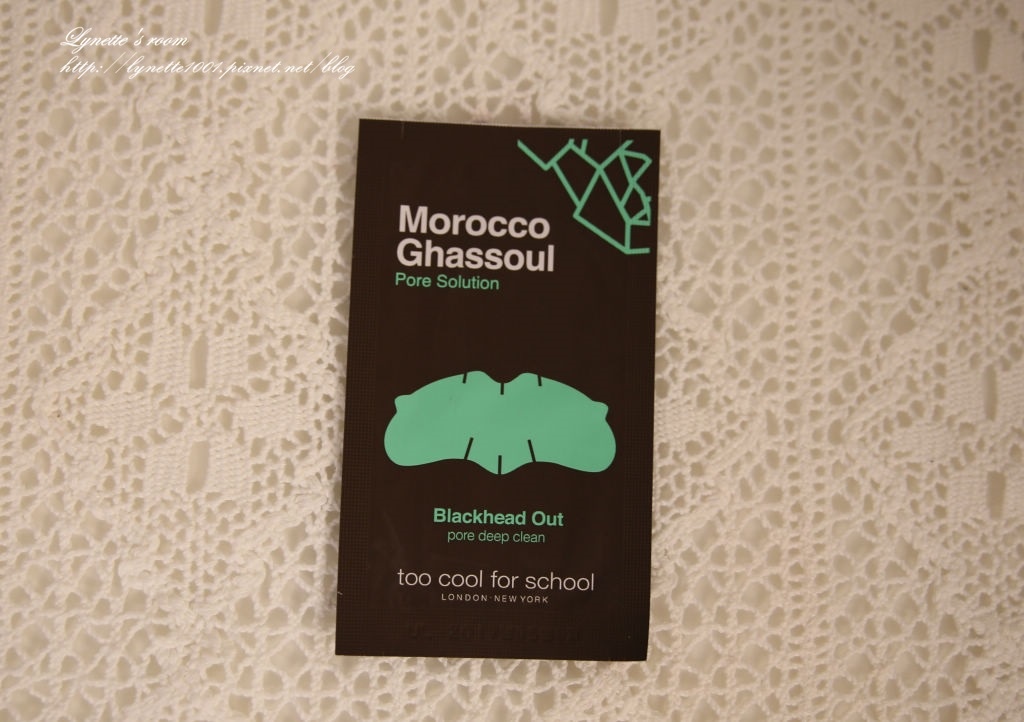 Lynette's room
http://lynette1001.pixnet.net/blog
Morocco
Ghassoul
Pore Solution
Blackhead Out
pore deep clean
too cool for school
LONDON NEW YORK